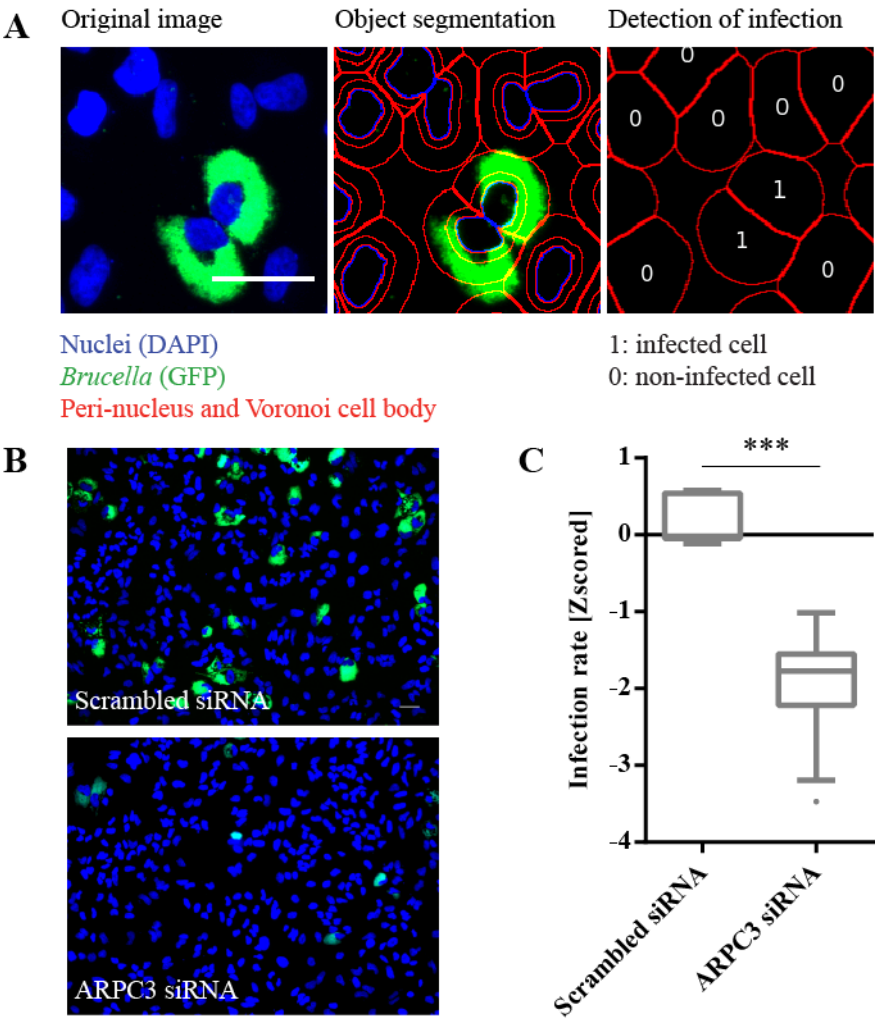 A
Original image
Object segmentation
Detection of infection
0
0
0
0
0
1
1
0
0
Nuclei (DAPI)
Brucella (GFP)
Peri-nucleus and Voronoi cell body
1: infected cell
0: non-infected cell
B
Scrambled siRNA
ARPC3 siRNA
C
***
1
0
-1
-2
-3
-4
Infection rate [Zscored]
Scrambled siRNA
ARPC3 siRNA